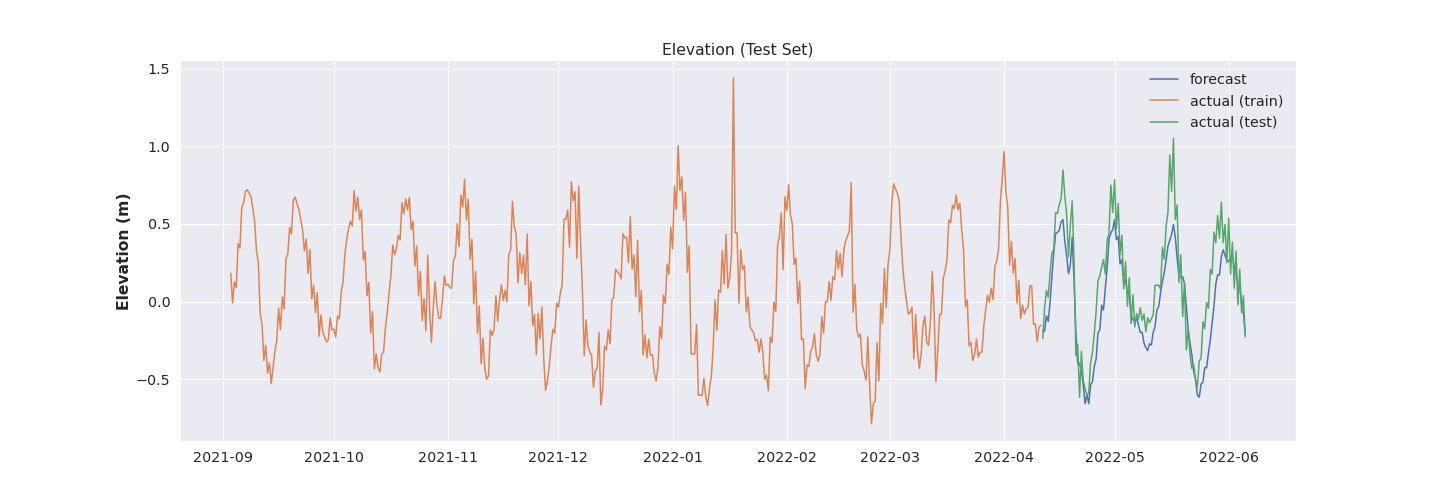 Elevation (Test Set)
forecast
actual (train)
actual (test)
Elevation (m)
1.5
1.0
0.5
0.0
−0.5
2021-09 2021-10 2021-11 2021-12 2022-01 2022-02 2022-03 2022-04 2022-05 2022-06